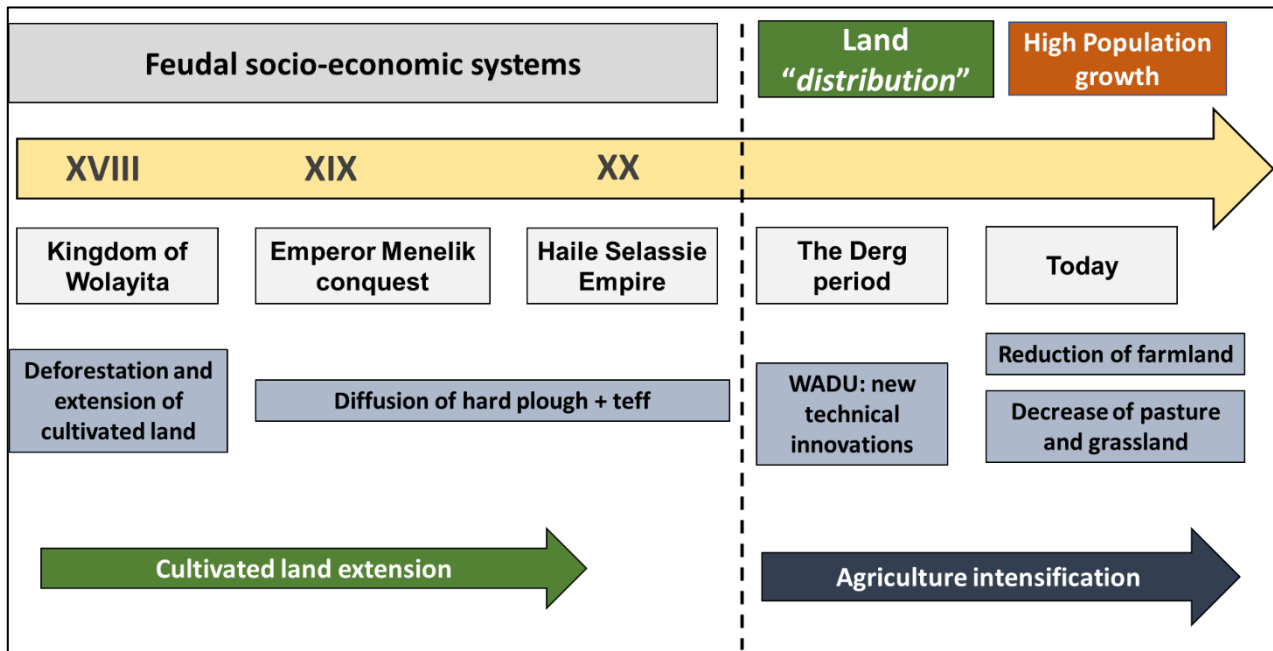 Feudal socio-economic systems
Land
“distribution”
High Population
growth
XVIII
XIX
XX
Kingdom of
Wolayita
Emperor Menelik
conquest
Haile Selassie
Empire
The Derg
period
Today
Deforestation and
extension of
cultivated land
Diffusion of hard plough + teff
WADU: new
technical
innovations
Reduction of farmland
Decrease of pasture
and grassland
Cultivated land extension
Agriculture intensification